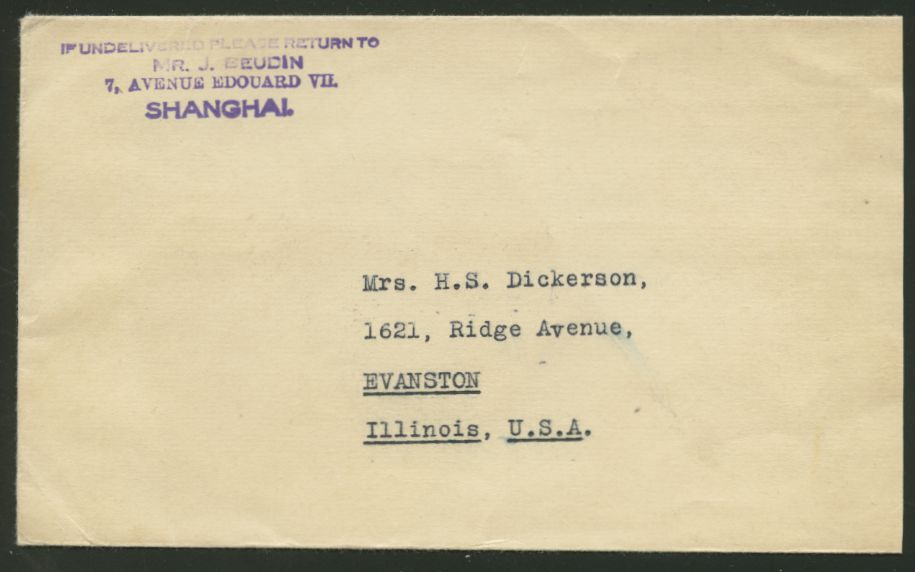 IF UNDELIVERED PLEASE RETURN TO
MR. J. BEUDIN
7, AVENUE EDOUARD VII.
SHANGHAI.
Mrs. H.S. Dickerson,
1621, Ridge Avenue,
EVANSTON
Illinois, U.S.A.